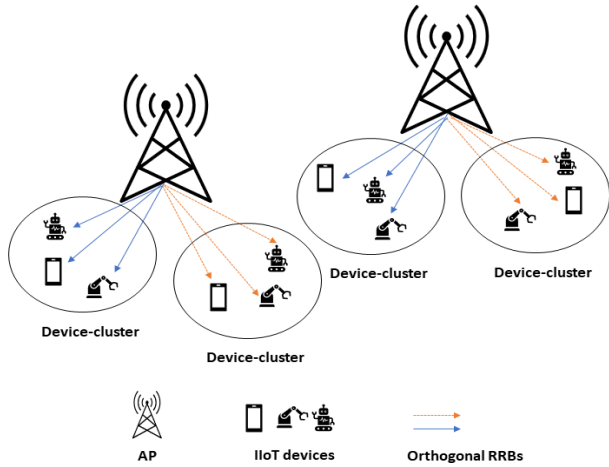 Device-cluster
Device-cluster
Device-cluster
Device-cluster
AP
IIoT devices
Orthogonal RRBs